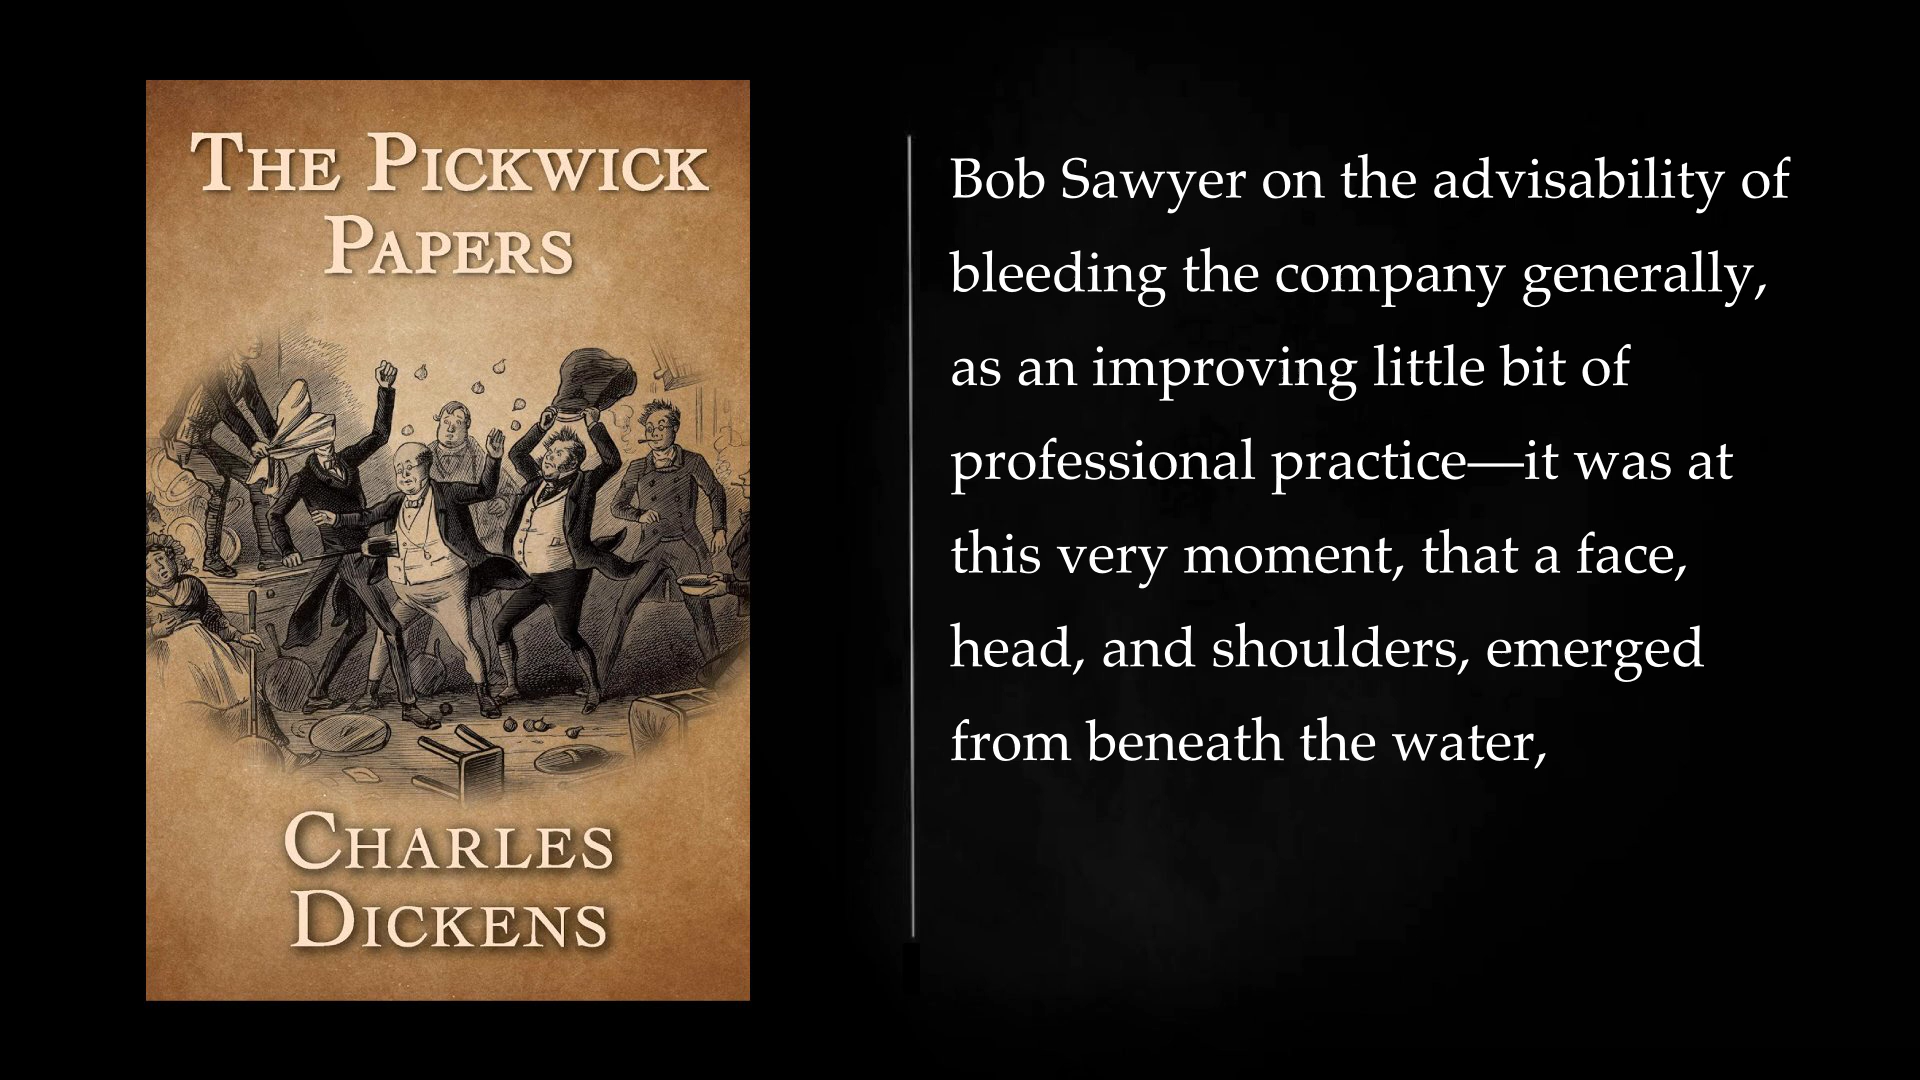 THE PICKWICK
PAPERS
CHARLES
DICKENS
Bob Sawyer on the advisability of
bleeding the company generally,
as an improving little bit of
professional practice—it was at
this very moment, that a face,
head, and shoulders, emerged
from beneath the water,